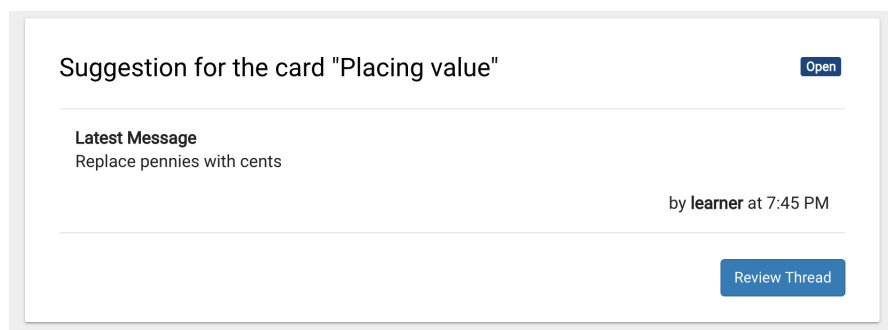 Suggestion for the card "Placing value"
Open
Latest Message
Replace pennies with cents
by learner at 7:45 PM
Review Thread